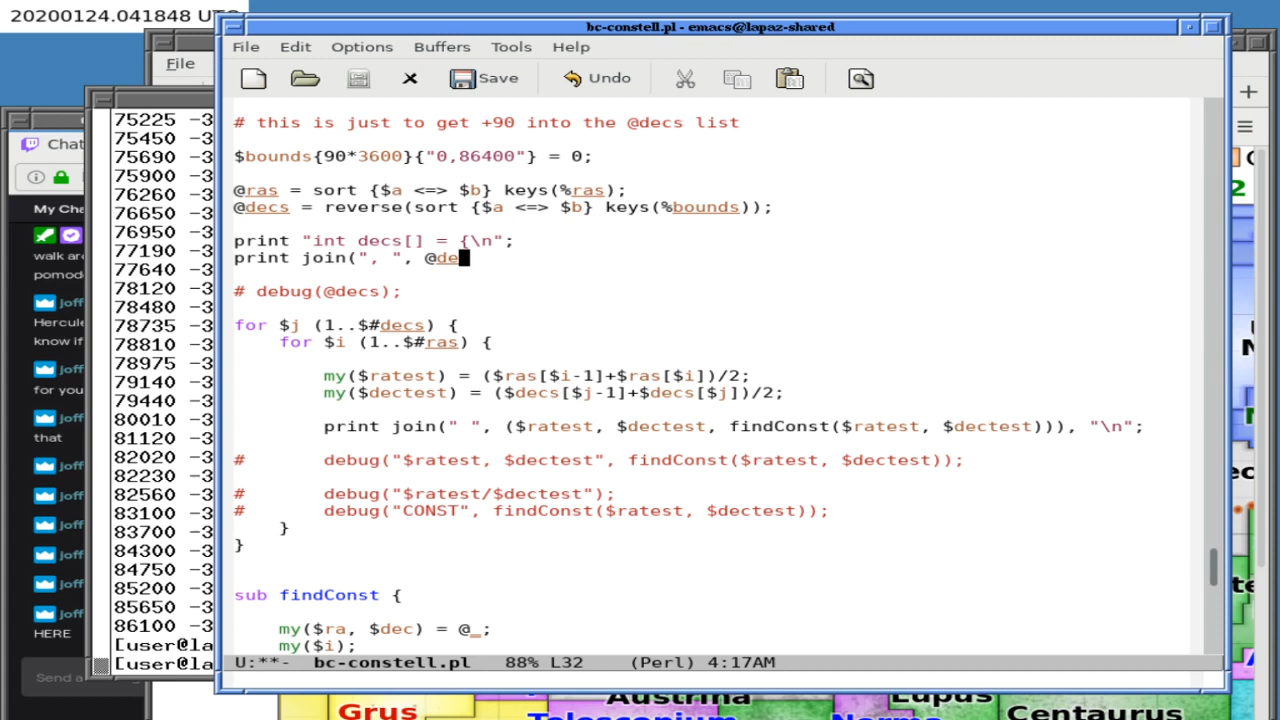 20200124.041848 UTC
bc-constell.pl - emacs@lapaz-shared
File Edit Options Buffers Tools Help
Save Undo
# this is just to get +90 into the @decs list
$bounds{90*3600}{"0,86400"} = 0;
@ras = sort {$a <=> $b} keys(%ras);
@decs = reverse(sort {$a <=> $b} keys(%bounds));
print "int decs[] = {\n";
print join(", ", @de
# debug(@decs);
for $j (1..$#decs) {
for $i (1..$#ras) {
my($ratest) = ($ras[$i-1]+$ras[$i])/2;
my($dectest) = ($decs[$j-1]+$decs[$j])/2;
print join(" ", ($ratest, $dectest, findConst($ratest, $dectest))), "\n";
# debug("$ratest, $dectest", findConst($ratest, $dectest));
# debug("$ratest/$dectest");
# debug("CONST", findConst($ratest, $dectest));
}
}
sub findConst {
my($ra, $dec) = @_;
my($i);
U:**- bc-constell.pl 88% L32 (Perl) 4:17AM
File
75225 -3
75450 -3
75690 -3
75900 -3
76260 -3
76650 -3
76950 -3
77190 -3
77640 -3
78120 -3
78480 -3
78735 -3
78810 -3
78975 -3
79140 -3
79440 -3
80010 -3
81120 -3
82020 -3
82230 -3
82560 -3
83100 -3
83700 -3
84300 -3
84750 -3
85200 -3
85650 -3
86100 -3
[user@la
[user@la
Chat
My Cha
walk are
pomod
Joff
Hercule
know if
Joff
for you
Joff
that
Joff
Joff
Joff
Joff
Joff
HERE
Send a
Grus
Austrina
Telescopium
Lupus
Norma
Centaurus